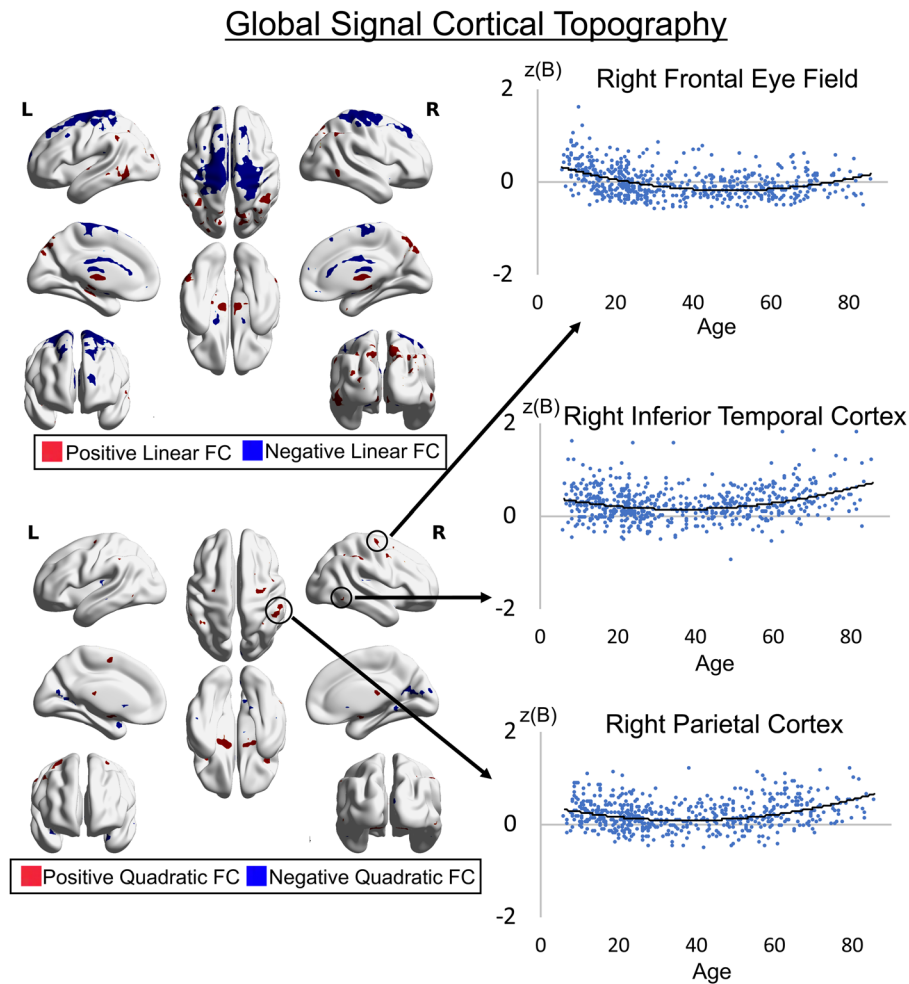 Global Signal Cortical Topography
L
R
Positive Linear FC
Negative Linear FC
L
R
Positive Quadratic FC
Negative Quadratic FC
z(B)
Right Frontal Eye Field
2
0
-2
0 20 40 60 80
Age
z(B)
Right Inferior Temporal Cortex
2
0
-2
0 20 40 60 80
Age
z(B)
Right Parietal Cortex
2
0
-2
0 20 40 60 80
Age